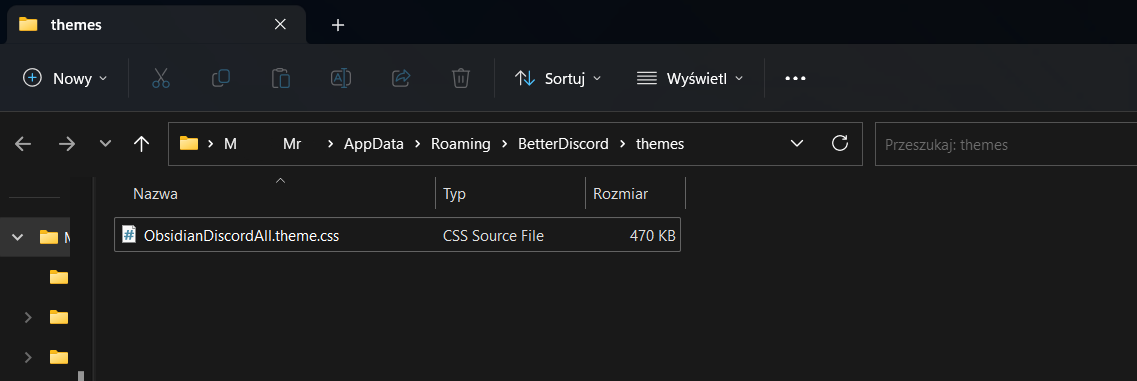 themes
Nowy Sortuj Wyświetl
M Mr AppData Roaming BetterDiscord themes Przeszukaj: themes
Nazwa Typ Rozmiar
ObsidianDiscordAll.theme.css CSS Source File 470 KB